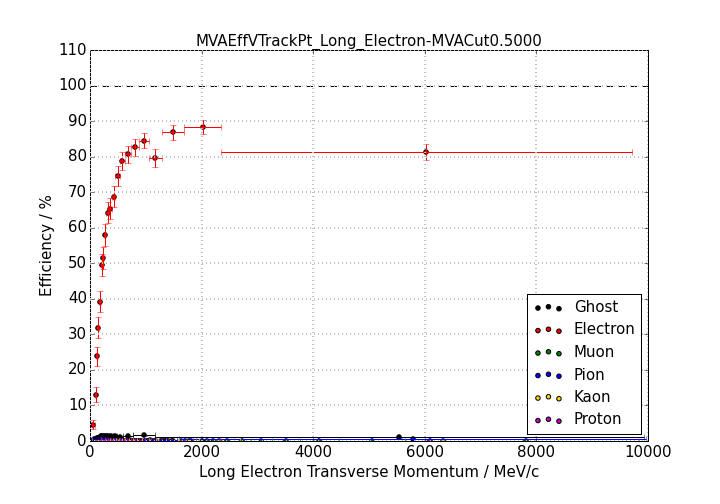 MVAEffVTrackPt_Long_Electron-MVACut0.5000
110
100
90
80
70
60
50
40
30
20
10
0
Efficiency / %
Ghost
Electron
Muon
Pion
Kaon
Proton
0 2000 4000 6000 8000 10000
Long Electron Transverse Momentum / MeV/c